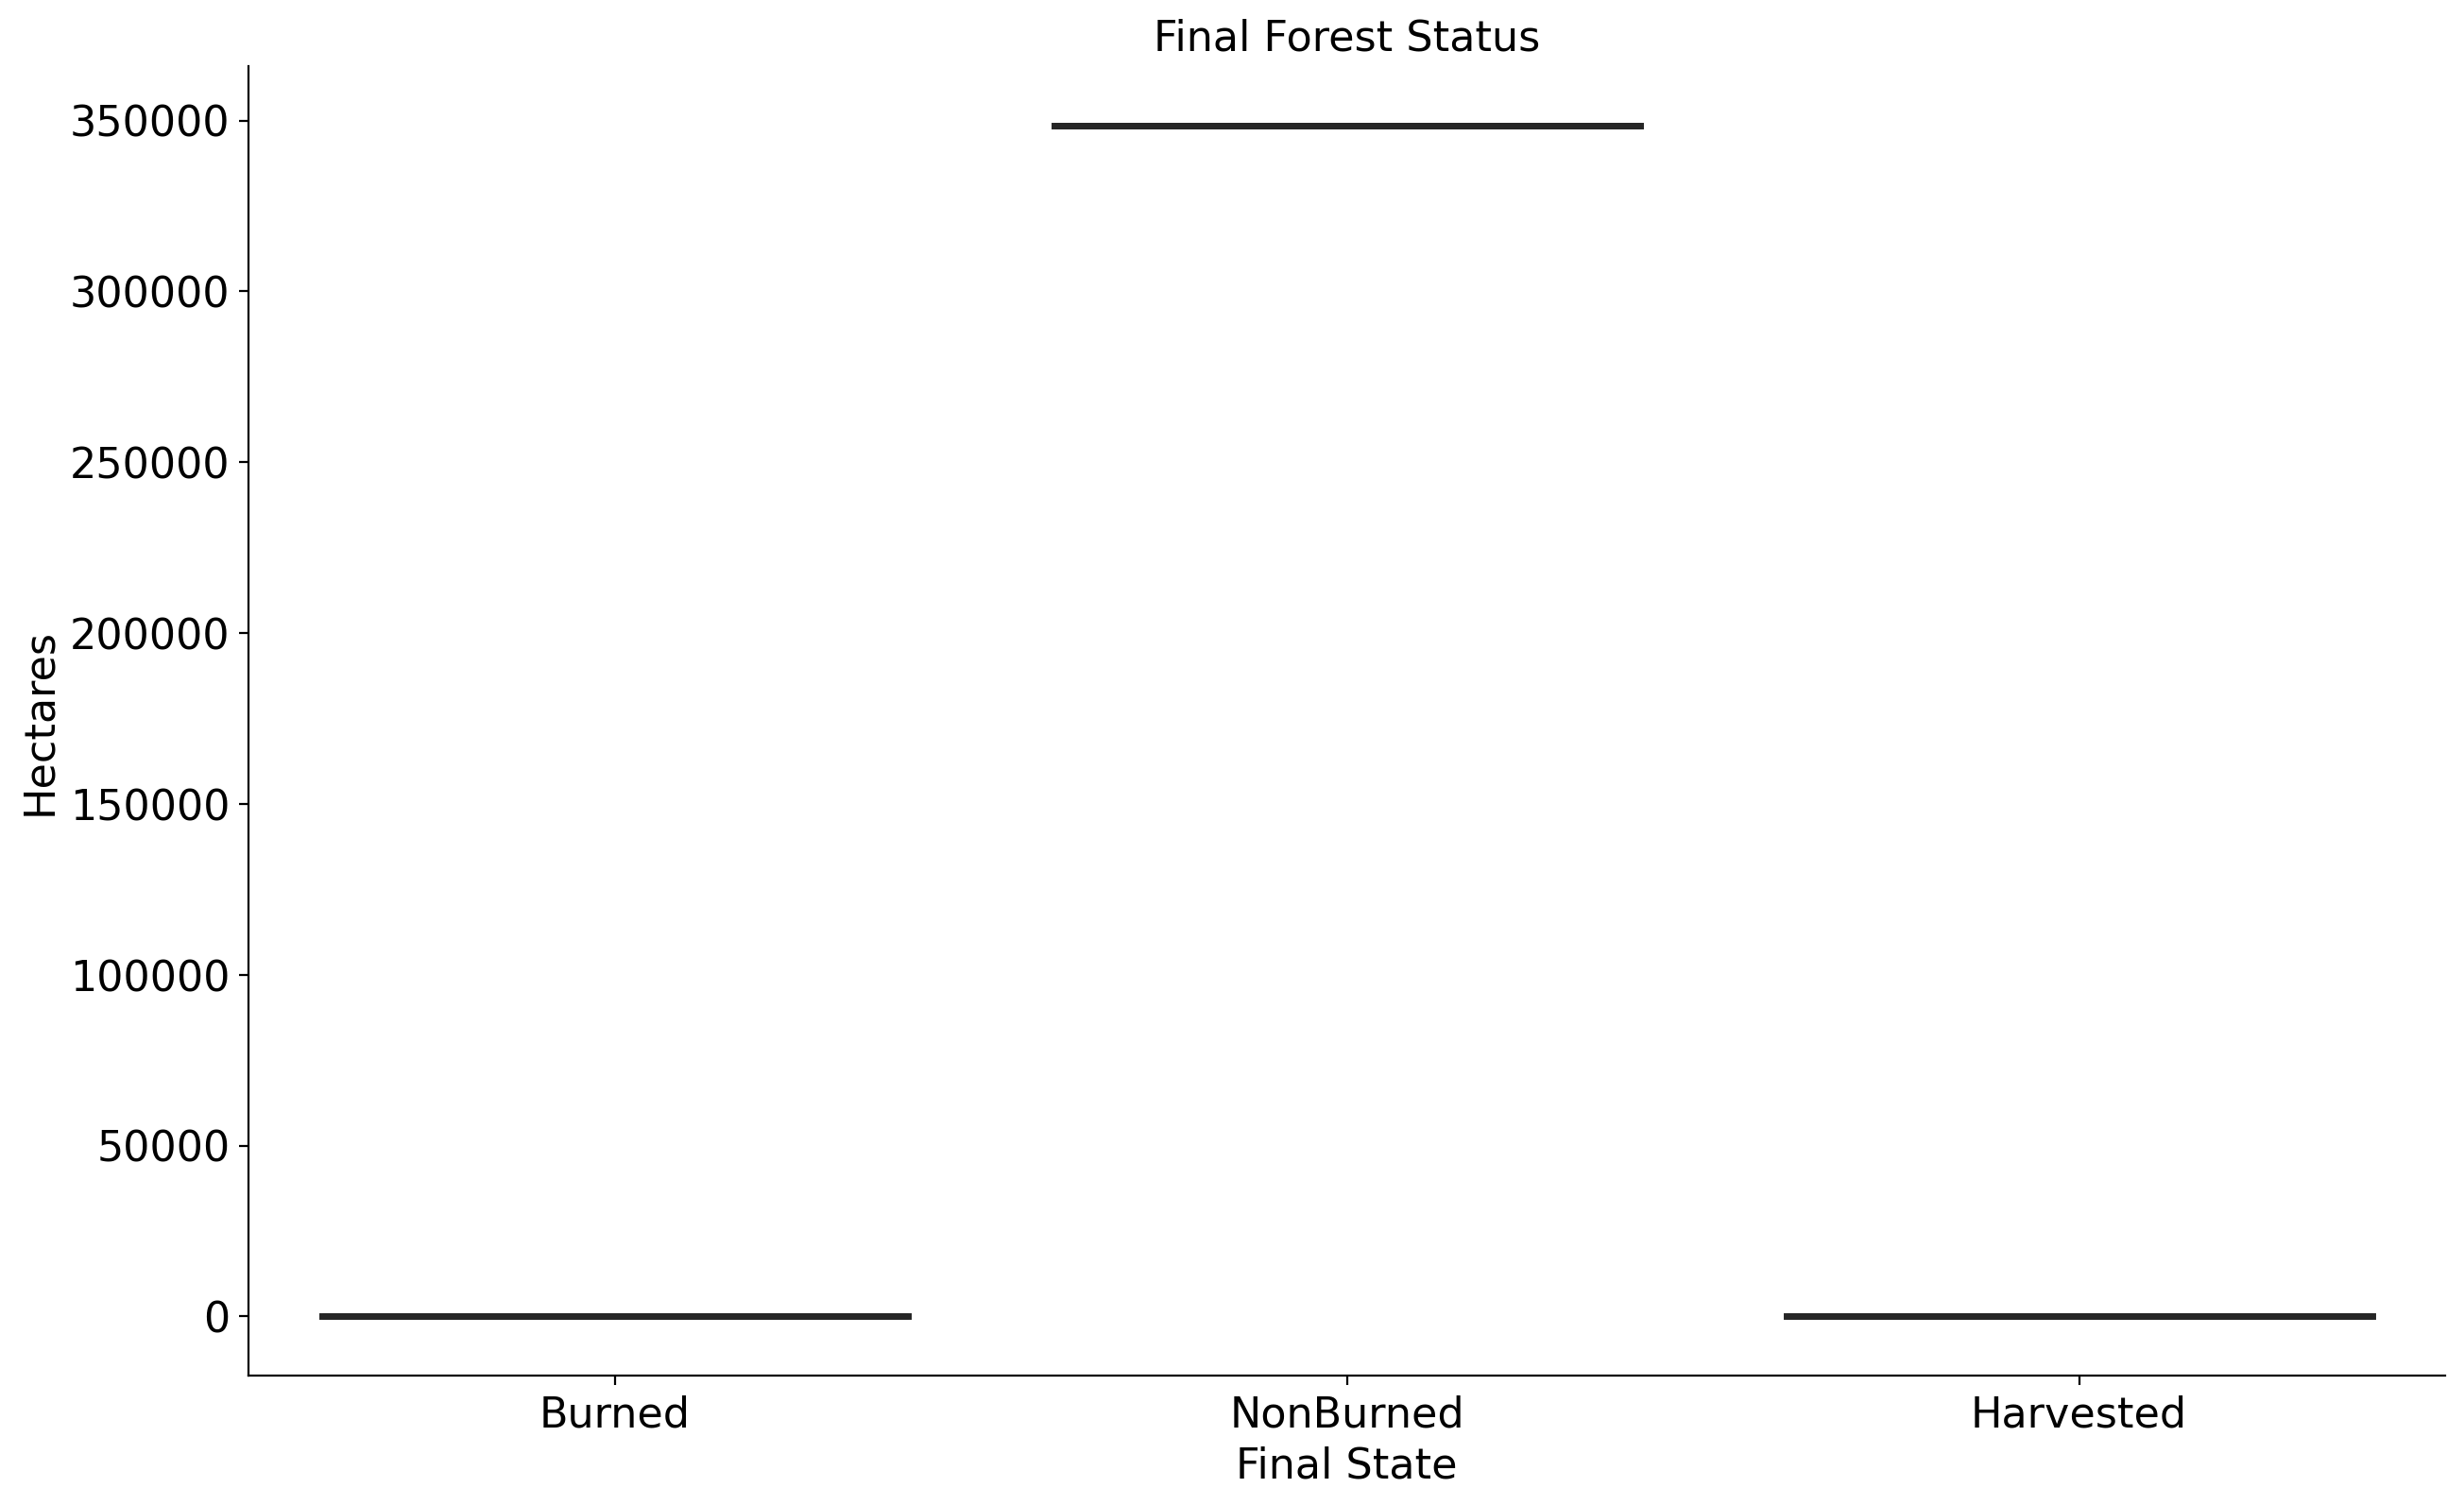 Final Forest Status
Hectares
350000
300000
250000
200000
150000
100000
50000
0
Burned
NonBurned
Harvested
Final State